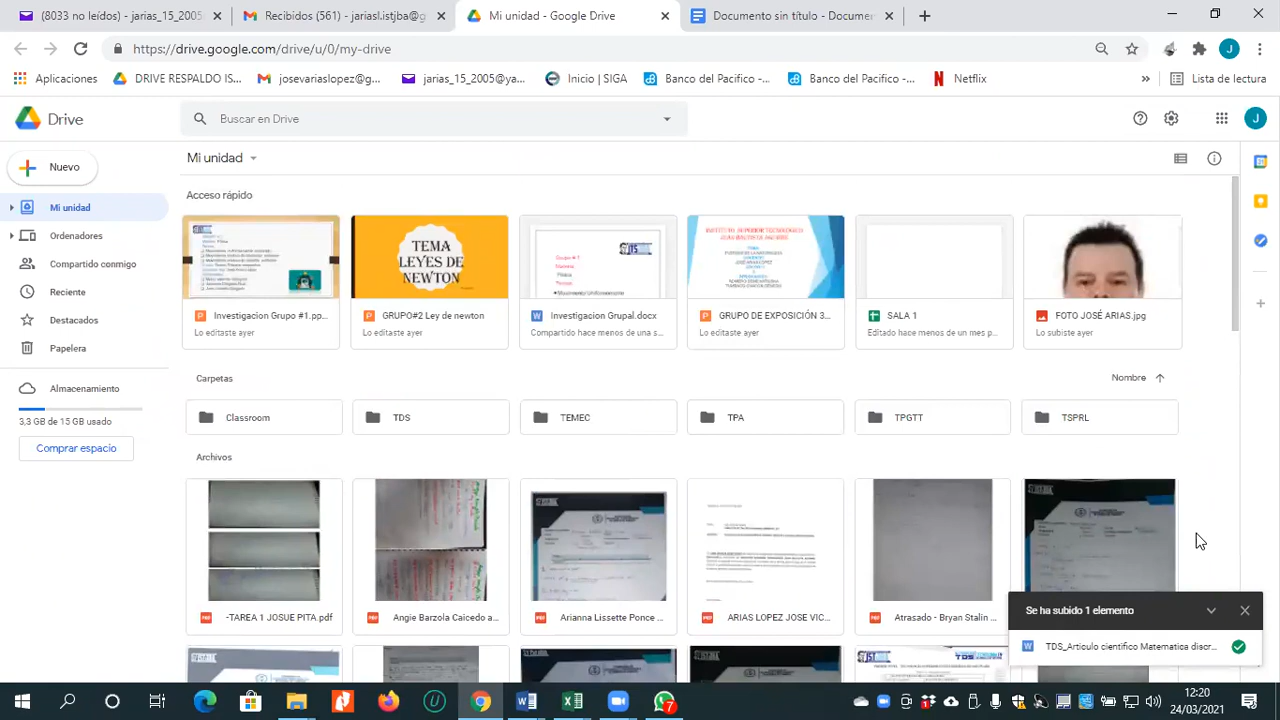 (8033 no leídos) - jarias_15_2005
Recibidos (561) - jariasl.istjba@
Mi unidad - Google Drive
Documento sin título - Documen
https://drive.google.com/drive/u/0/my-drive
J
Aplicaciones
DRIVE RESPALDO IS...
josevariaslopez@g...
jarias_15_2005@ya...
Inicio | SIGA
Banco del Pacifico -...
Banco del Pacifico -...
Netflix
»
Lista de lectura
Drive
Buscar en Drive
J
Nuevo
Mi unidad
Mi unidad
Ordenadores
Compartido conmigo
Reciente
Destacados
Papelera
Almacenamiento
3,3 GB de 15 GB usado
Comprar espacio
Acceso rápido
TEMA
LEYES DE
NEWTON
INSTITUTO SUPERIOR TECNOLOGICO
JUAN BAUTISTA AGUIRRE
Investigacion Grupo #1.pp...
Lo editaste ayer
GRUPO#2 Ley de newton
Lo editaste ayer
Investigacion Grupal.docx
Compartido hace menos de una s...
GRUPO DE EXPOSICIÓN 3...
Lo editaste ayer
SALA 1
Editado hace menos de un mes p...
FOTO JOSÉ ARIAS.jpg
Lo subiste ayer
Carpetas
Nombre
Classroom
TDS
TEMEC
TPA
TPGTT
TSPRL
Archivos
-TAREA 1 JOSUE PITA.pdf
Angie Barzola Caicedo a...
Arianna Lissette Ponce ...
ARIAS LOPEZ JOSE VIC...
Atrasado - Bryan Stalin ...
Se ha subido 1 elemento
TDS_Artículo científico Matematica discr...
7
12:20
24/03/2021